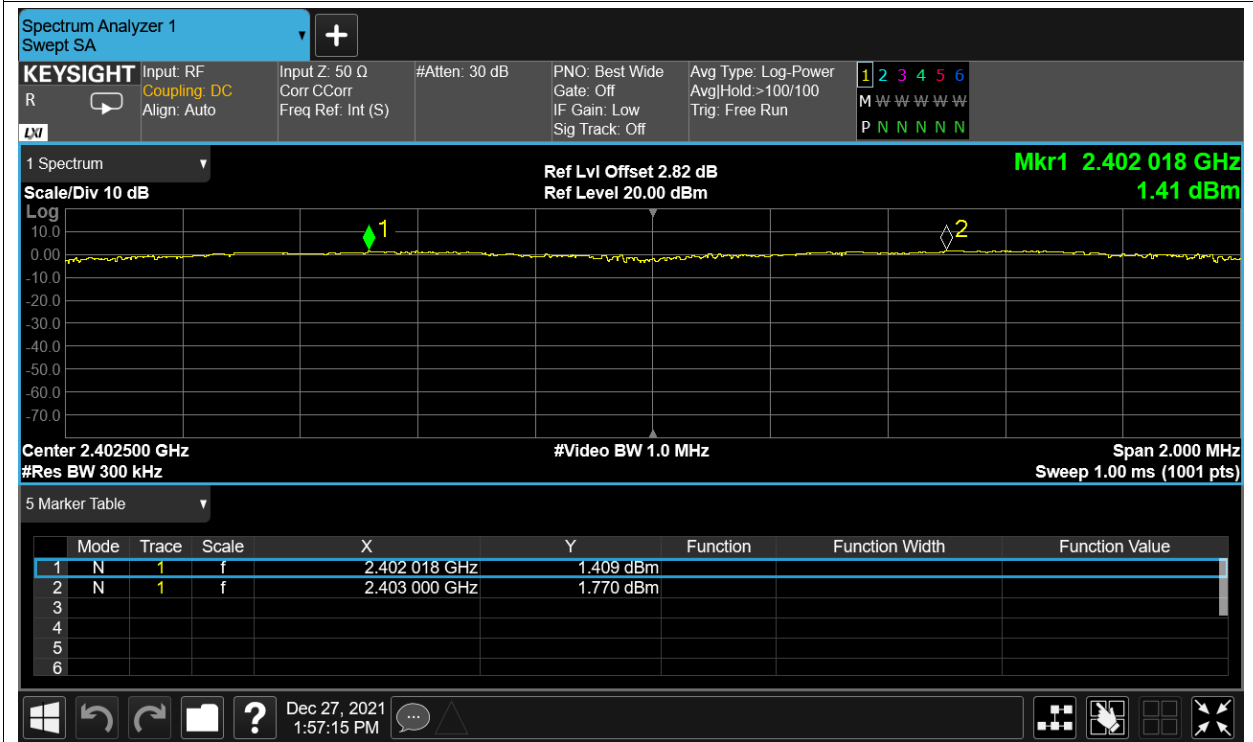 Spectrum Analyzer 1
Swept SA
+
KEYSIGHT Input: RF Input Z: 50 Ω #Atten: 30 dB PNO: Best Wide Avg Type: Log-Power 1 2 3 4 5 6
R Coupling: DC Corr CCorr Gate: Off Avg|Hold:>100/100 M W W W W W
Align: Auto Freq Ref: Int (S) IF Gain: Low Trig: Free Run
LXI Sig Track: Off P N N N N N
1 Spectrum Ref Lvl Offset 2.82 dB Mkr1 2.402 018 GHz
Scale/Div 10 dB Ref Level 20.00 dBm 1.41 dBm
Log
10.0
0.00
-10.0
-20.0
-30.0
-40.0
-50.0
-60.0
-70.0
1 2
Center 2.402500 GHz #Video BW 1.0 MHz Span 2.000 MHz
#Res BW 300 kHz Sweep 1.00 ms (1001 pts)
5 Marker Table
Mode Trace Scale X Y Function Function Width Function Value
1 N 1 f 2.402 018 GHz 1.409 dBm
2 N 1 f 2.403 000 GHz 1.770 dBm
3
4
5
6
? Dec 27, 2021
1:57:15 PM